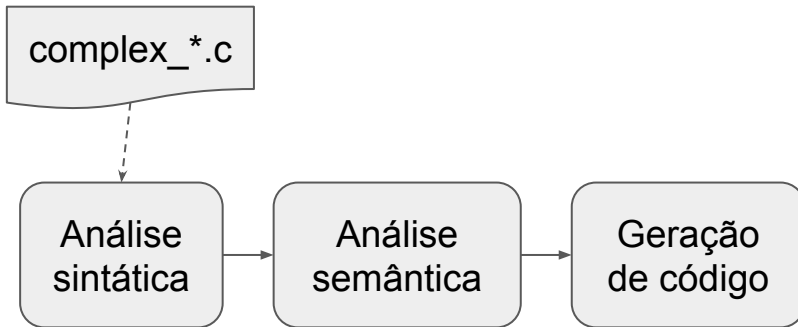 complex_*.c
Análise
sintática
Análise
semântica
Geração
de código